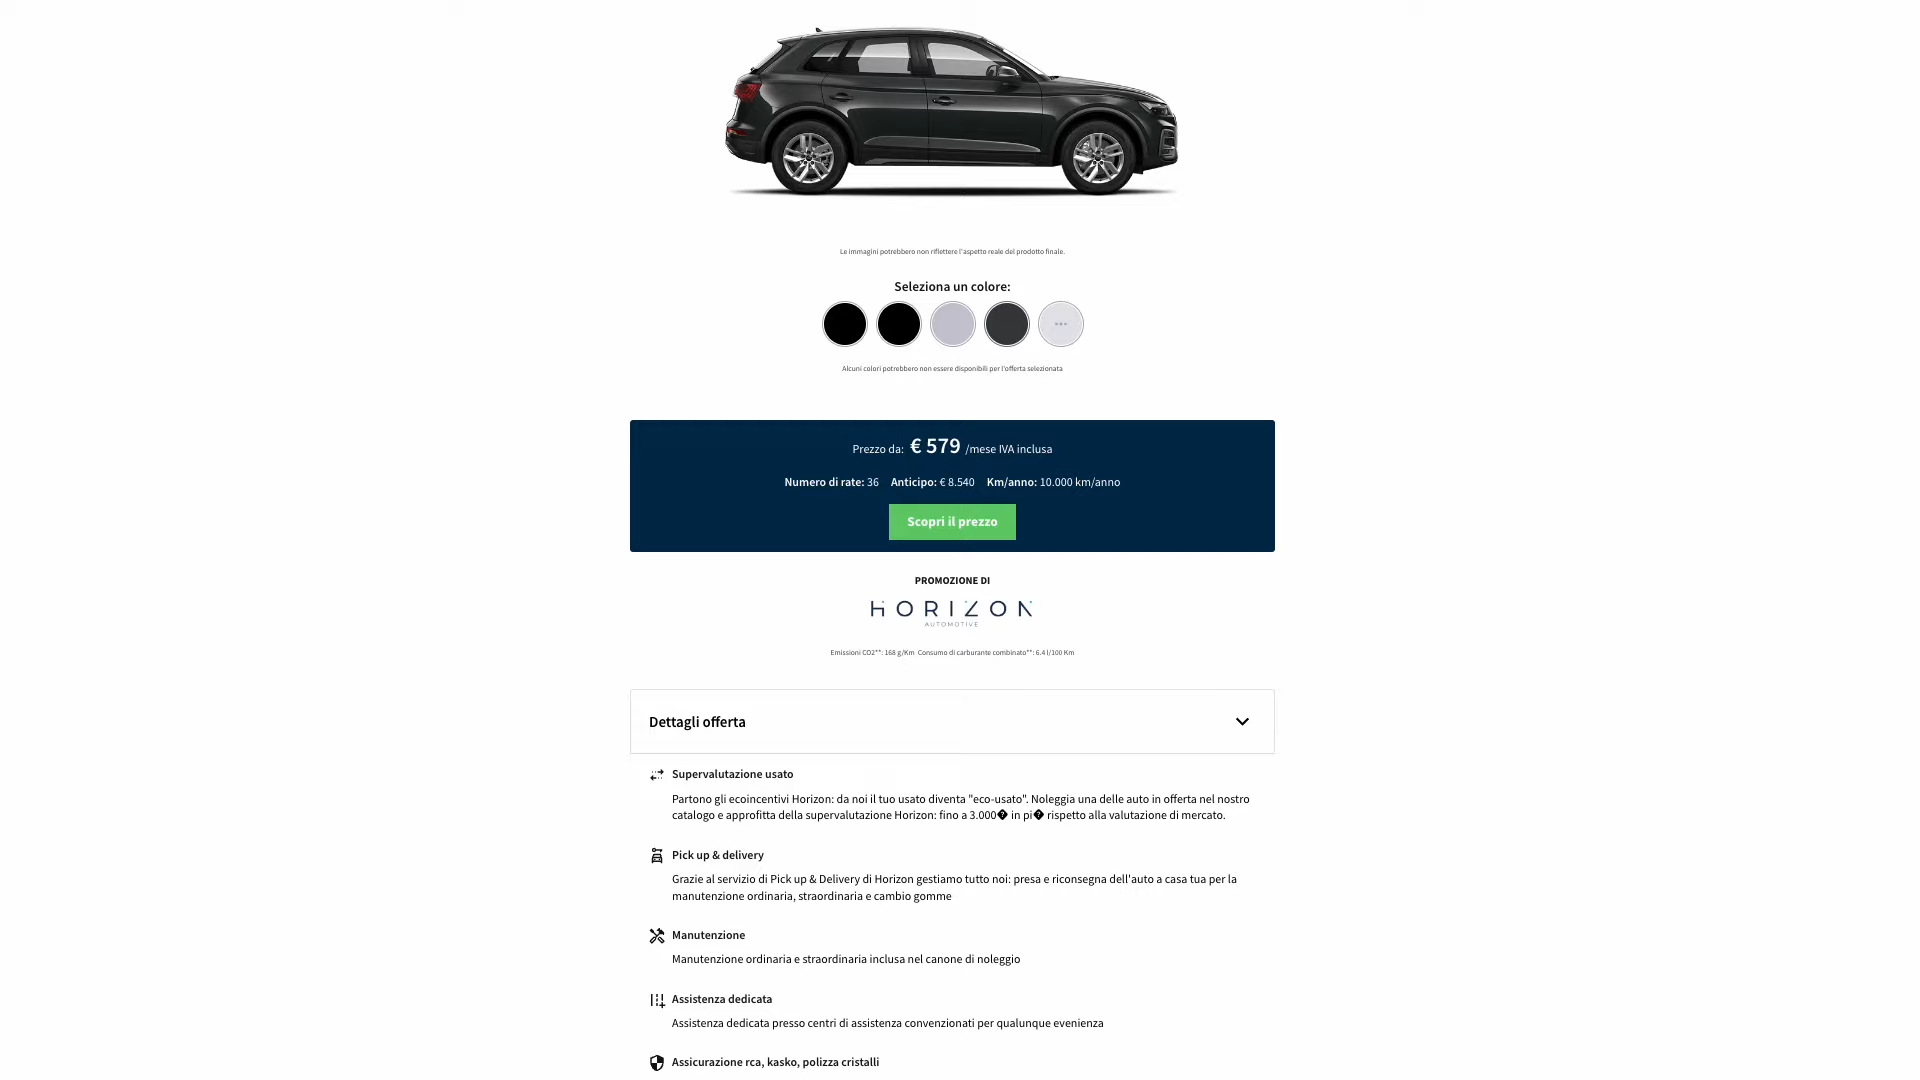 Le immagini potrebbero non riflettere l'aspetto reale del prodotto finale.
Seleziona un colore:
Alcuni colori potrebbero non essere disponibili per l'offerta selezionata
Prezzo da: € 579 /mese IVA inclusa
Numero di rate: 36 Anticipo: € 8.540 Km/anno: 10.000 km/anno
Scopri il prezzo
PROMOZIONE DI
HORIZON
AUTOMOTIVE
Emissioni CO2**: 168 g/Km Consumo di carburante combinato**: 6.4 l/100 Km
Dettagli offerta
Supervalutazione usato
Partono gli ecoincentivi Horizon: da noi il tuo usato diventa "eco-usato". Noleggia una delle auto in offerta nel nostro
catalogo e approfitta della supervalutazione Horizon: fino a 3.000� in pi� rispetto alla valutazione di mercato.
Pick up & delivery
Grazie al servizio di Pick up & Delivery di Horizon gestiamo tutto noi: presa e riconsegna dell'auto a casa tua per la
manutenzione ordinaria, straordinaria e cambio gomme
Manutenzione
Manutenzione ordinaria e straordinaria inclusa nel canone di noleggio
Assistenza dedicata
Assistenza dedicata presso centri di assistenza convenzionati per qualunque evenienza
Assicurazione rca, kasko, polizza cristalli